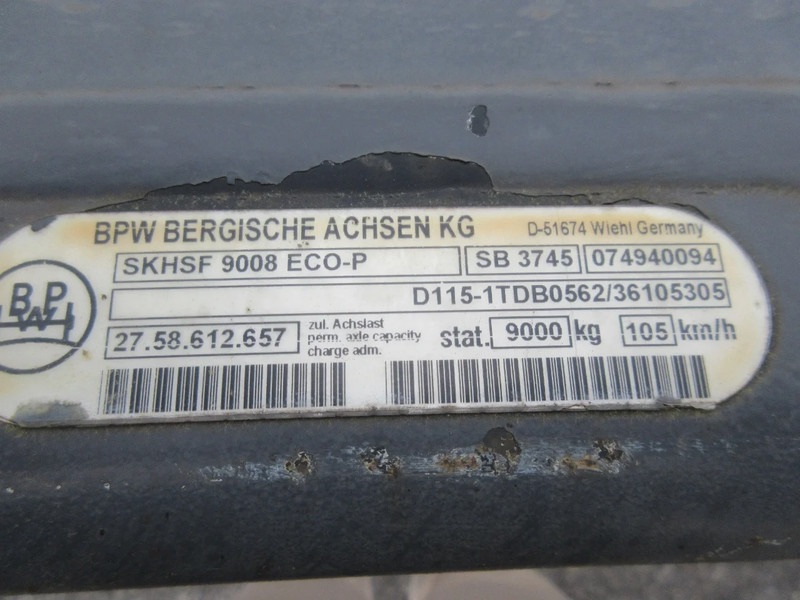 BPW BERGISCHE ACHSEN KG D-51674 Wiehl Germany
BPW SKHSF 9008 ECO-P SB 3745 074940094
D115-1TDB0562/36105305
27.58.612.657 zul. Achslast stat. 9000 kg 105 km/h
perm. axle capacity
charge adm.